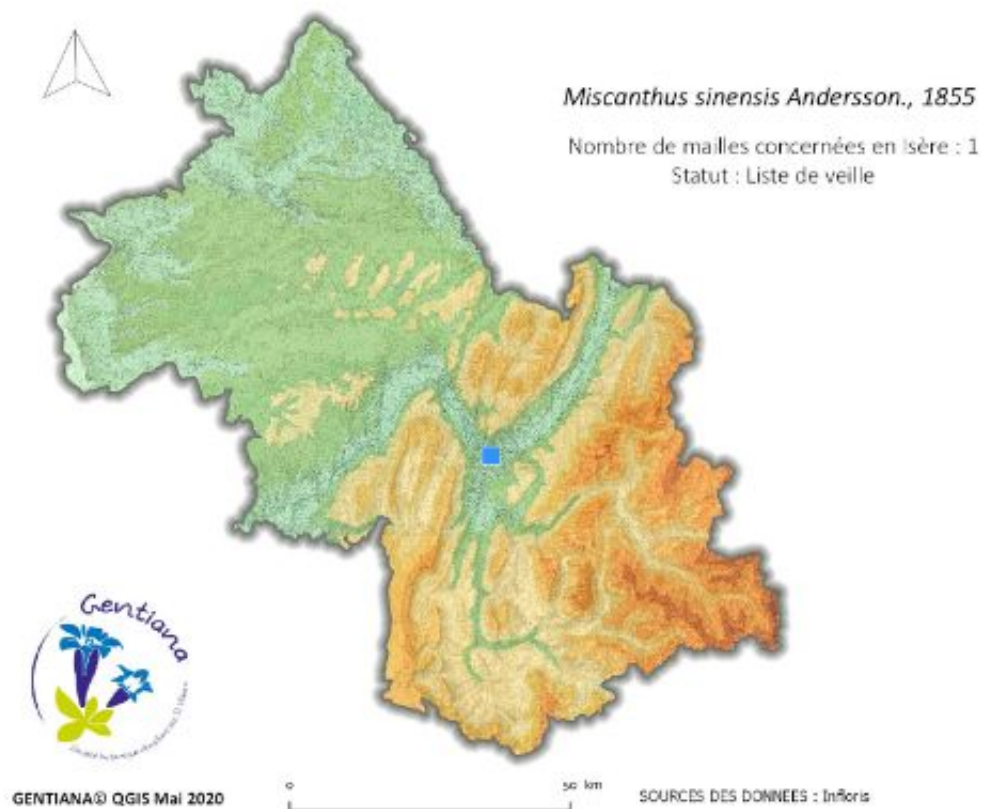 Miscanthus sinensis Andersson., 1855
Nombre de mailles concernées en Isère : 1
Statut : Liste de veille
Gentiana
0 50 km
GENTIANA© QGIS Mai 2020
SOURCES DES DONNEES : Infloris